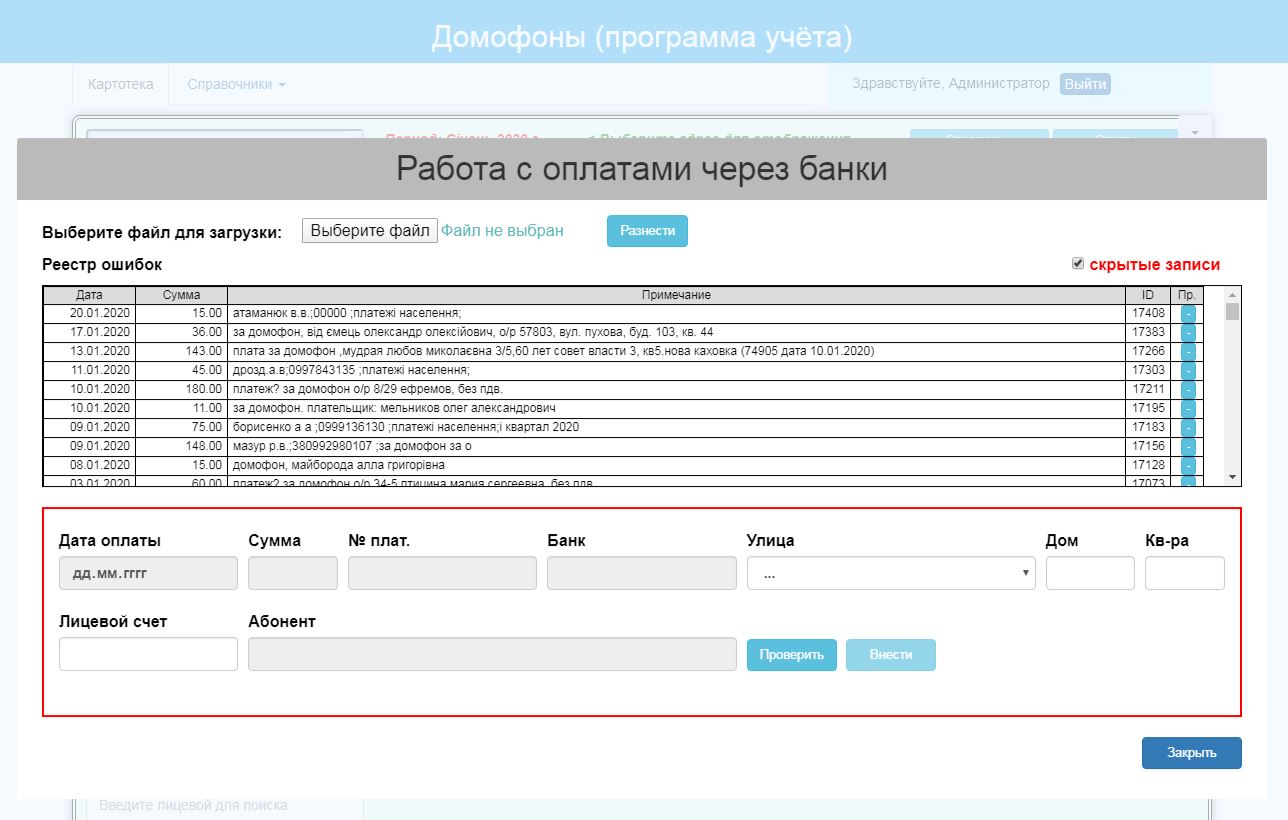 Домофоны (программа учёта)
Картотека Справочники Здравствуйте, Администратор Выйти
Период: Січень 2020 г. < Выберите адрес для отображения
Работа с оплатами через банки
Выберите файл для загрузки: Выберите файл Файл не выбран Разнести
Реестр ошибок скрытые записи
Дата Сумма Примечание ID Пр.
20.01.2020 15.00 атаманюк в.в.;00000 ;платежі населення; 17408 -
17.01.2020 36.00 за домофон, від ємець олександр олексійович, о/р 57803, вул. пухова, буд. 103, кв. 44 17383 -
13.01.2020 143.00 плата за домофон ,мудрая любов миколаєвна 3/5,60 лет совет власти 3, кв5.нова каховка (74905 дата 10.01.2020) 17266 -
11.01.2020 45.00 дрозд.а.в;0997843135 ;платежі населення; 17303 -
10.01.2020 180.00 платеж? за домофон о/р 8/29 ефремов, без пдв. 17211 -
10.01.2020 11.00 за домофон. плательщик: мельников олег александрович 17195 -
09.01.2020 75.00 борисенко а а ;0999136130 ;платежі населення;і квартал 2020 17183 -
09.01.2020 148.00 мазур р.в.;380992980107 ;за домофон за о 17156 -
08.01.2020 15.00 домофон, майборода алла григорівна 17128 -
03.01.2020 60.00 платеж? за домофон о/р 34-5 птицина мария сергеевна, без пдв. 17073 -
Дата оплаты Сумма № плат. Банк Улица Дом Кв-ра
дд.мм.гггг ...
Лицевой счет Абонент
Проверить Внести
Закрыть
Введите лицевой для поиска